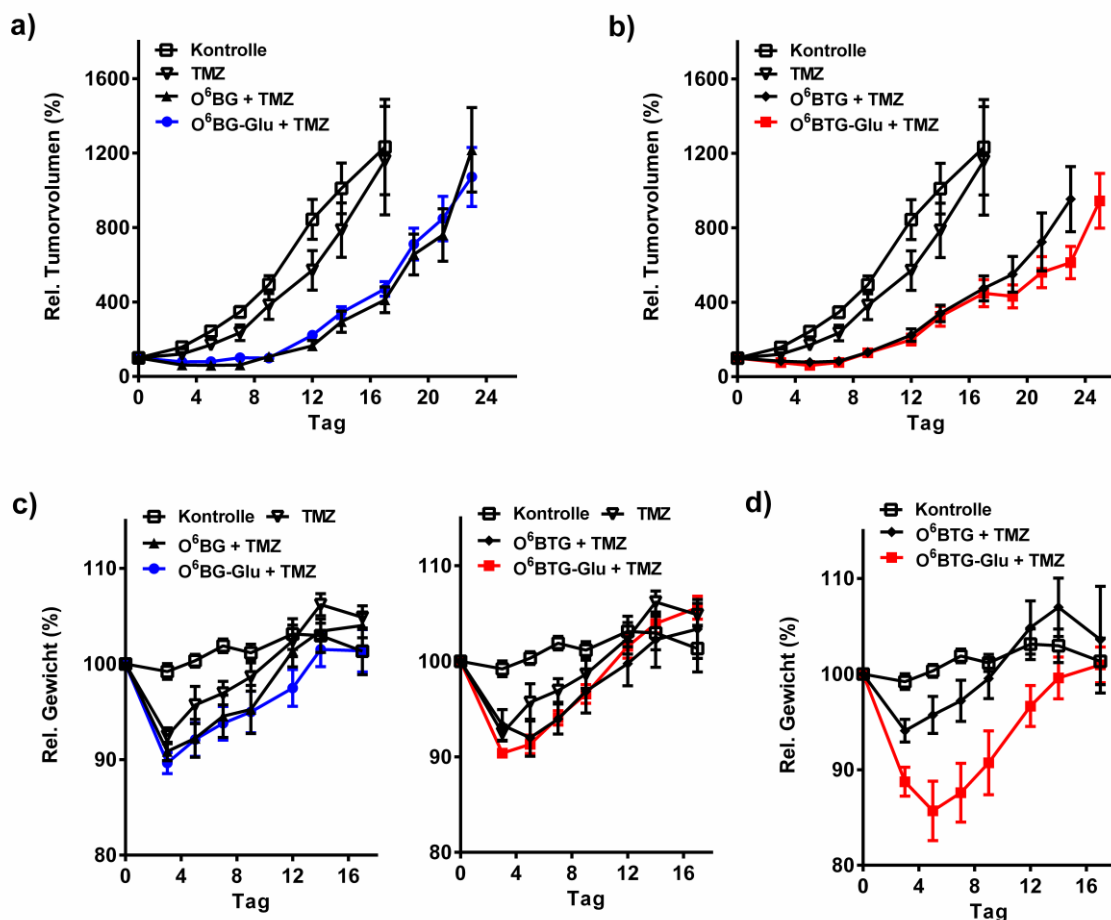 a)
Kontrolle
TMZ
O⁶BG + TMZ
O⁶BG-Glu + TMZ
Rel. Tumorvolumen (%)
1600
1200
800
400
0
0 4 8 12 16 20 24
Tag
b)
Kontrolle
TMZ
O⁶BTG + TMZ
O⁶BTG-Glu + TMZ
Rel. Tumorvolumen (%)
1600
1200
800
400
0
0 4 8 12 16 20 24
Tag
c)
Kontrolle TMZ
O⁶BG + TMZ
O⁶BG-Glu + TMZ
Rel. Gewicht (%)
110
100
90
80
0 4 8 12 16
Tag
Kontrolle TMZ
O⁶BTG + TMZ
O⁶BTG-Glu + TMZ
Rel. Gewicht (%)
110
100
90
80
0 4 8 12 16
Tag
d)
Kontrolle
O⁶BTG + TMZ
O⁶BTG-Glu + TMZ
Rel. Gewicht (%)
110
100
90
80
0 4 8 12 16
Tag